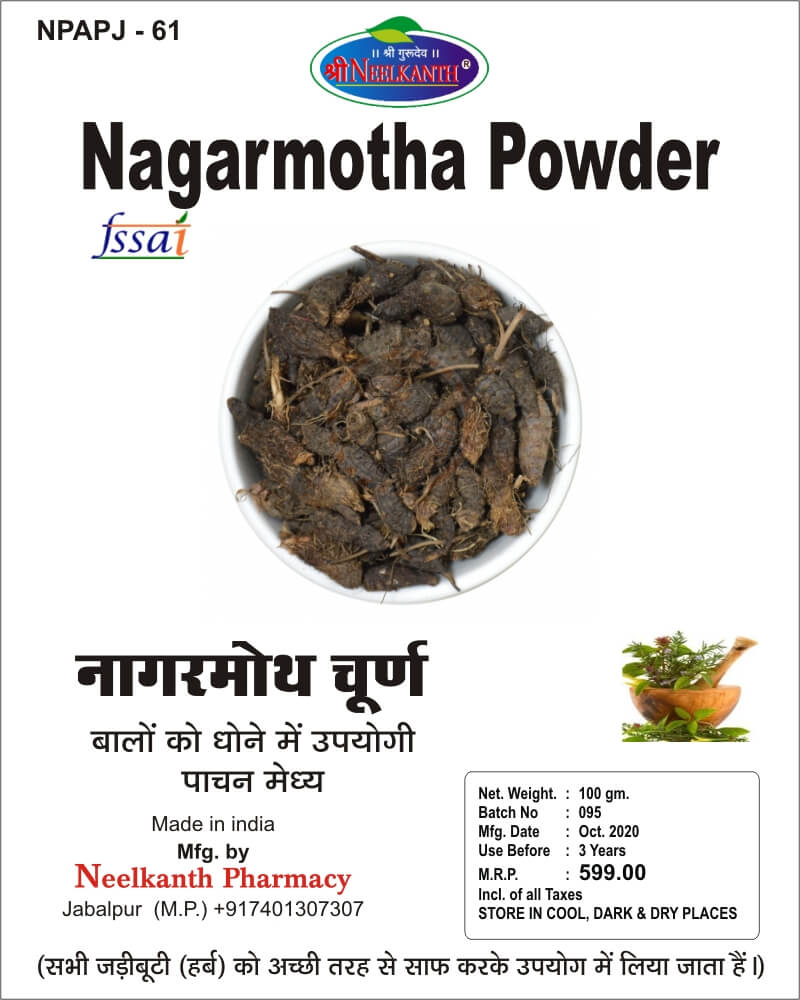 NPAPJ - 61
।। श्री गुरूदेव ।।
श्री NEELKANTH ®
Nagarmotha Powder
fssai
नागरमोथ चूर्ण
बालों को धोने में उपयोगी
पाचन मेध्य
Made in india
Mfg. by
Neelkanth Pharmacy
Jabalpur (M.P.) +917401307307
Net. Weight. : 100 gm.
Batch No : 095
Mfg. Date : Oct. 2020
Use Before : 3 Years
M.R.P. : 599.00
Incl. of all Taxes
STORE IN COOL, DARK & DRY PLACES
(सभी जड़ीबूटी (हर्ब) को अच्छी तरह से साफ करके उपयोग में लिया जाता हैं।)